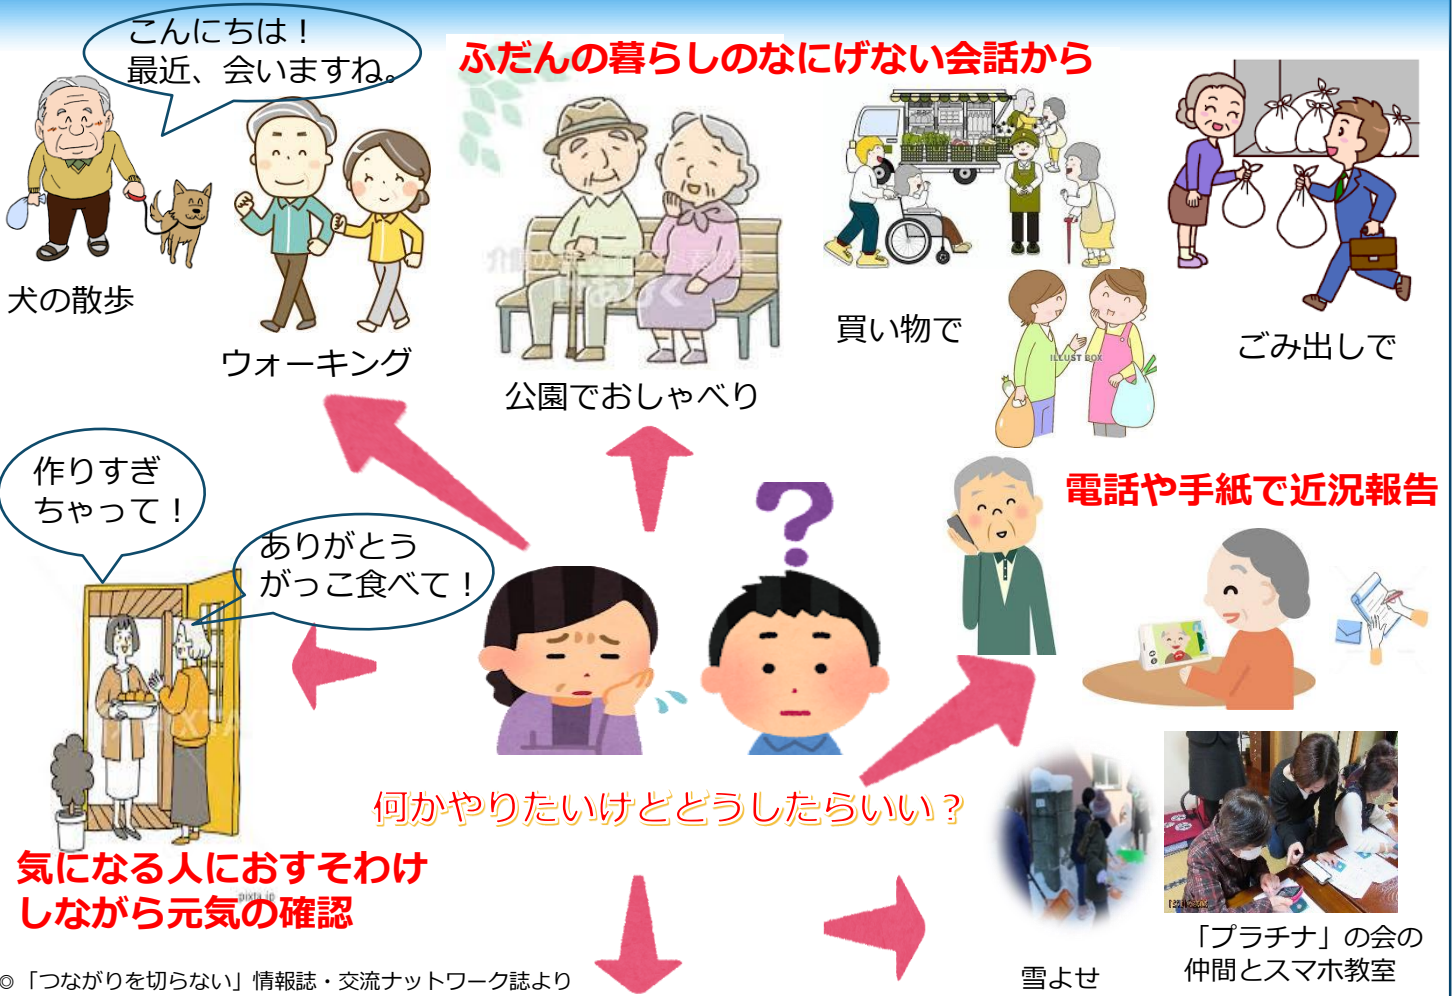 こんにちは！
最近、会いますね。
ふだんの暮らしのなにげない会話から
犬の散歩
ウォーキング
公園でおしゃべり
買い物で
ILLUST BOX
ごみ出しで
作りすぎ
ちゃって！
ありがとう
がっこ食べて！
電話や手紙で近況報告
何かやりたいけとどうしたらいい？
気になる人におすそわけ
しながら元気の確認
pixta.jp
雪よせ
「プラチナ」の会の
仲間とスマホ教室
◎「つながりを切らない」情報誌・交流ナットワーク誌より